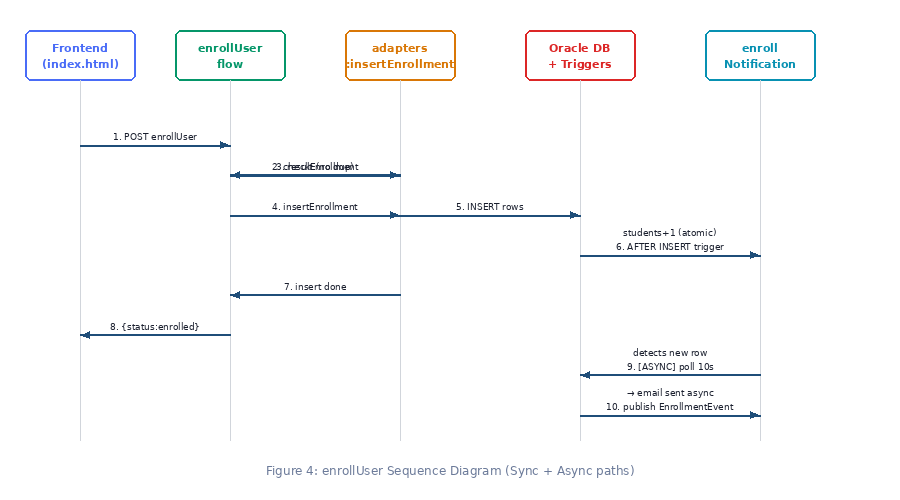 Frontend
(index.html)
enrollUser
flow
adapters
:insertEnrollment
Oracle DB
+ Triggers
enroll
Notification
1. POST enrollUser
4. insertEnrollment
5. INSERT rows
students+1 (atomic)
6. AFTER INSERT trigger
7. insert done
8. {status:enrolled}
detects new row
9. [ASYNC] poll 10s
→ email sent async
10. publish EnrollmentEvent
Figure 4: enrollUser Sequence Diagram (Sync + Async paths)